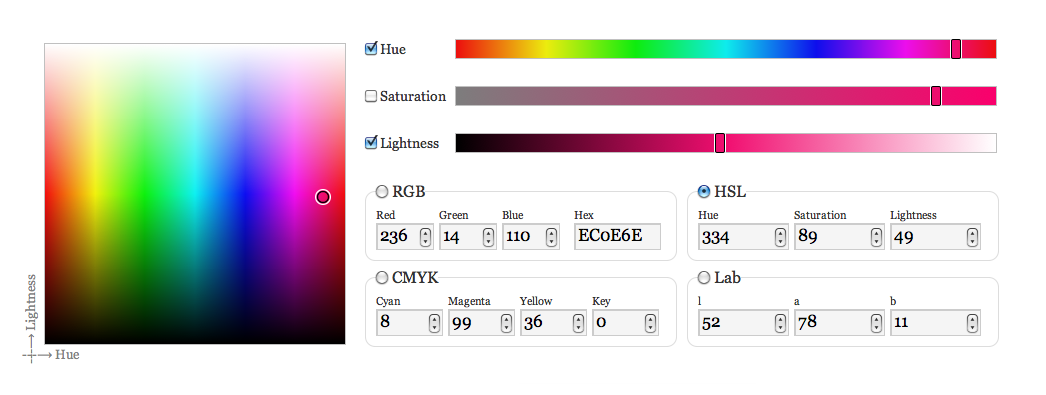 Hue
Saturation
Lightness
RGB
Red Green Blue Hex
236 14 110 EC0E6E
HSL
Hue Saturation Lightness
334 89 49
CMYK
Cyan Magenta Yellow Key
8 99 36 0
Lab
l a b
52 78 11
Lightness
Hue